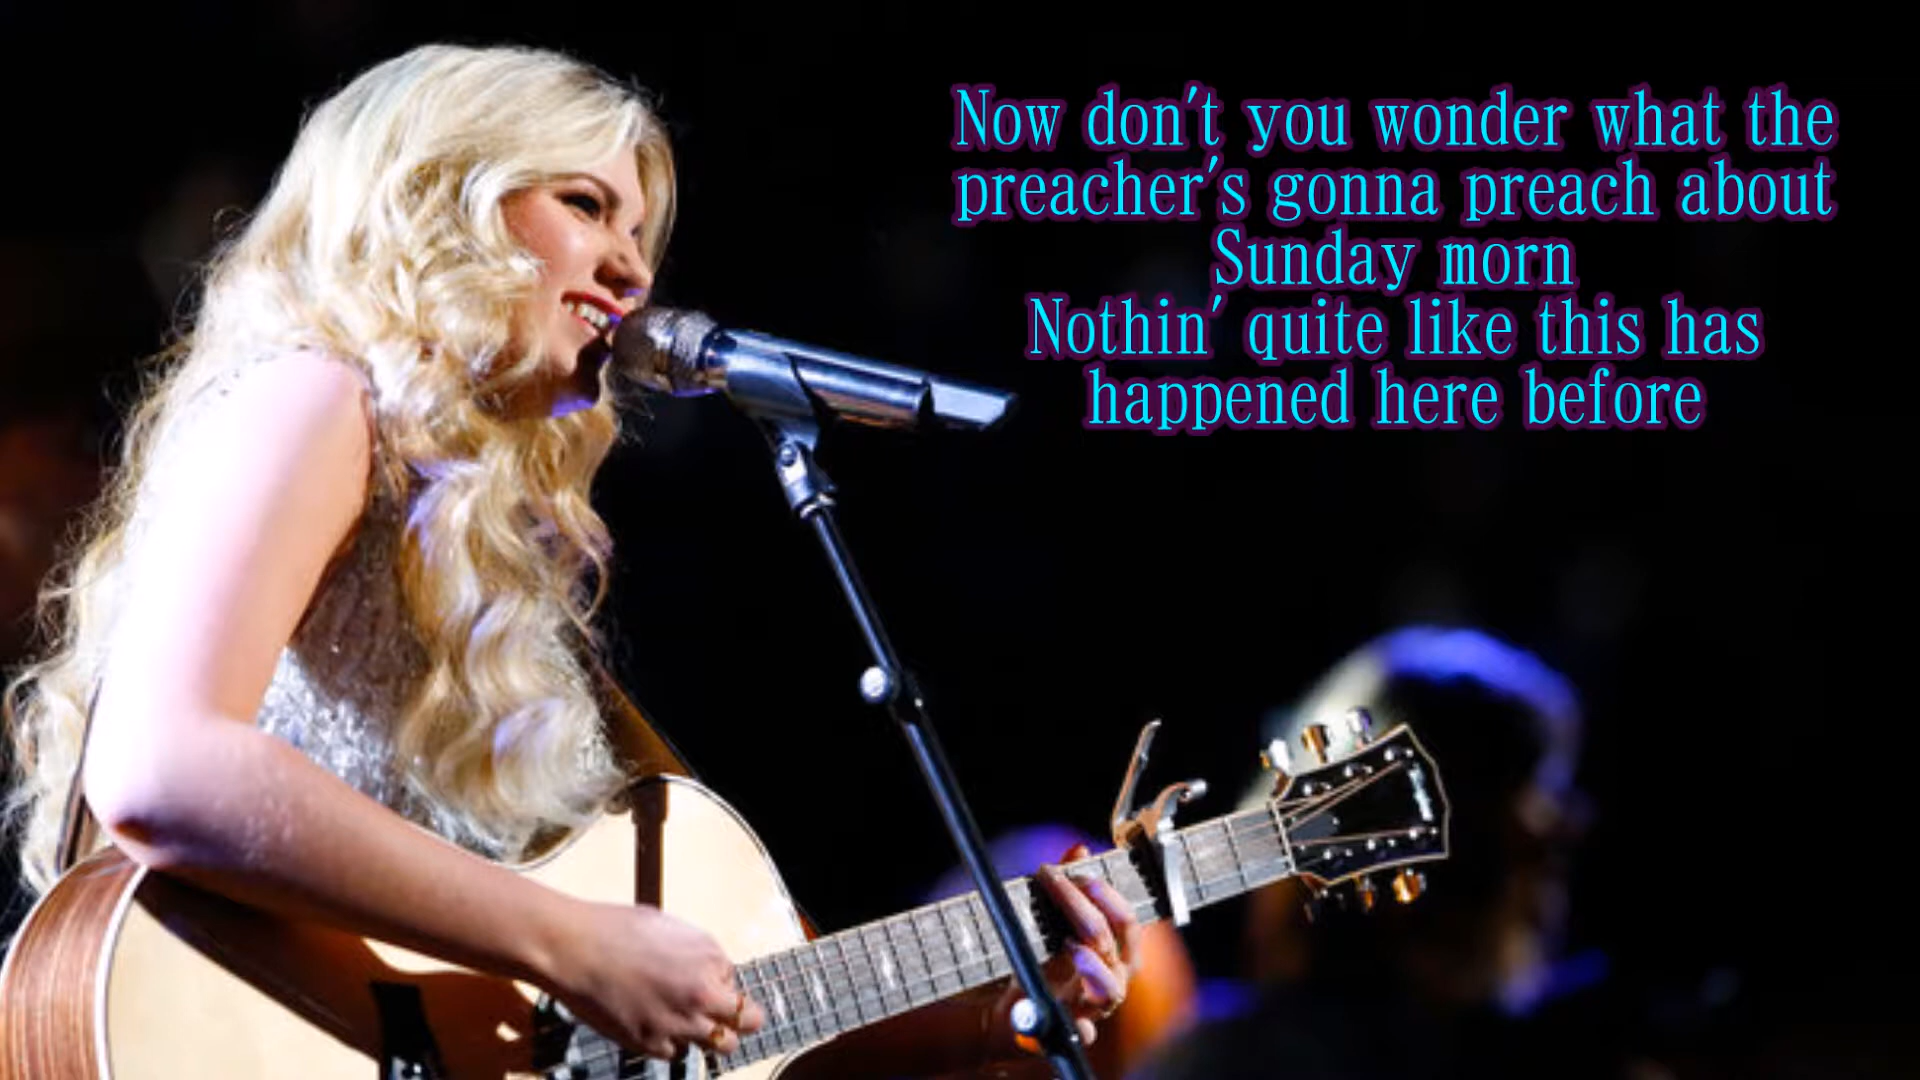 Now don't you wonder what the
preacher's gonna preach about
Sunday morn
Nothin' quite like this has
happened here before